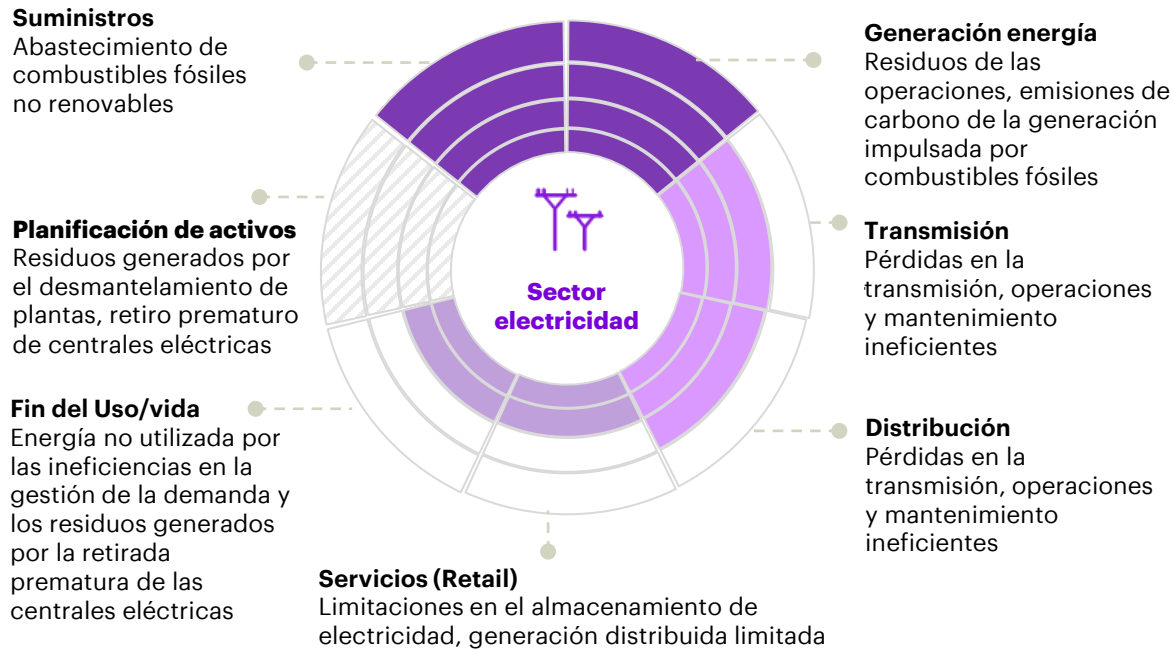 Suministros
Abastecimiento de
combustibles fósiles
no renovables
Generación energía
Residuos de las
operaciones, emisiones de
carbono de la generación
impulsada por
combustibles fósiles
Planificación de activos
Residuos generados por
el desmantelamiento de
plantas, retiro prematuro
de centrales eléctricas
Sector
electricidad
Transmisión
Pérdidas en la
transmisión, operaciones
y mantenimiento
ineficientes
Fin del Uso/vida
Energía no utilizada por
las ineficiencias en la
gestión de la demanda y
los residuos generados
por la retirada
prematura de las
centrales eléctricas
Distribución
Pérdidas en la
transmisión, operaciones
y mantenimiento
ineficientes
Servicios (Retail)
Limitaciones en el almacenamiento de
electricidad, generación distribuida limitada